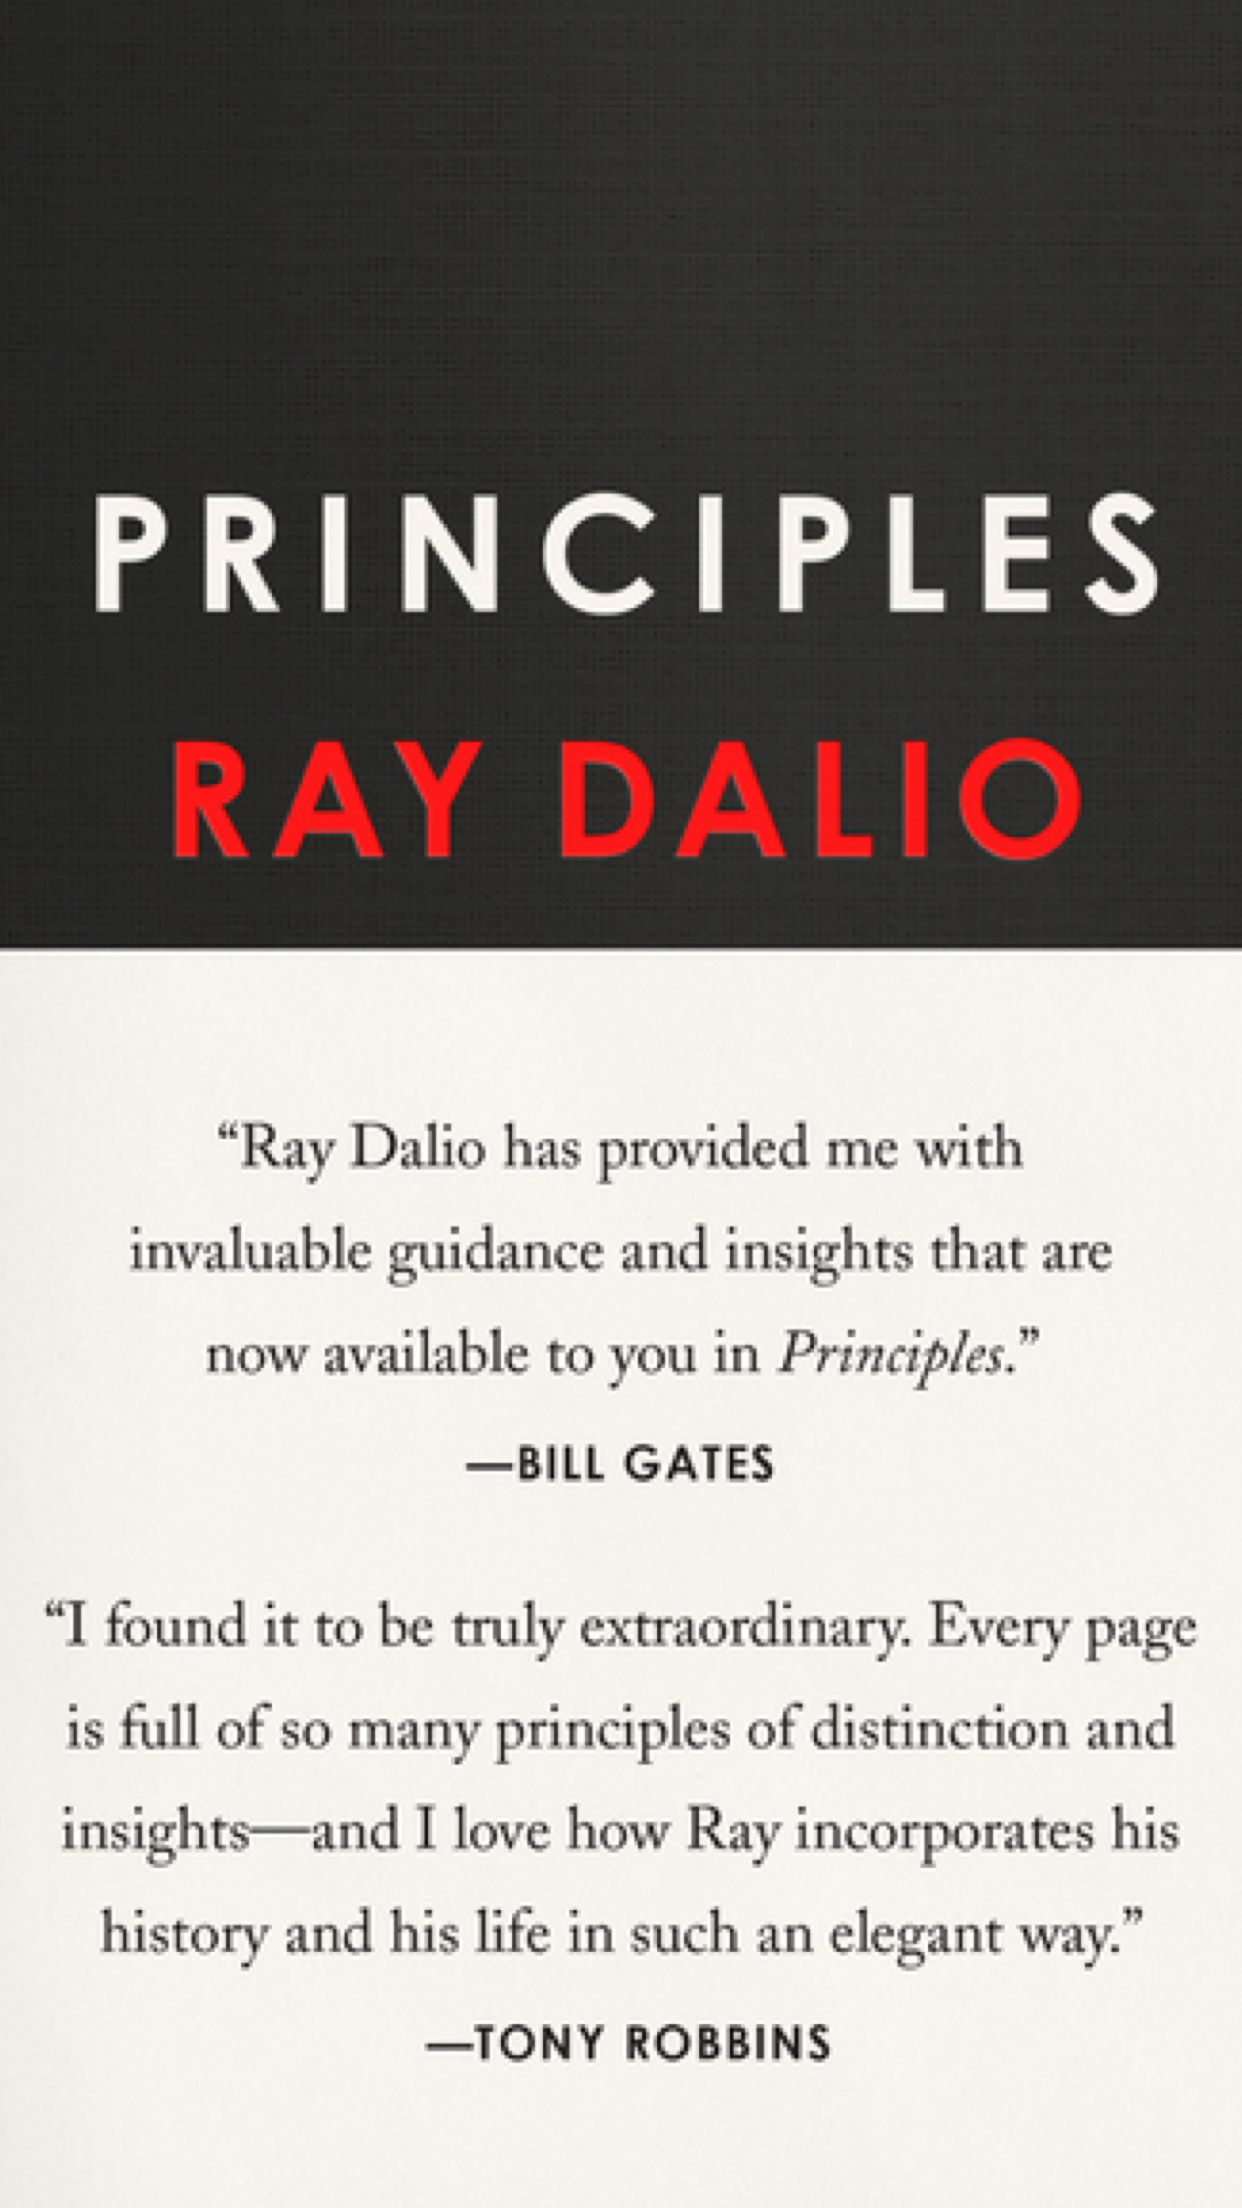 PRINCIPLES
RAY DALIO
“Ray Dalio has provided me with
invaluable guidance and insights that are
now available to you in Principles.”
—BILL GATES
“I found it to be truly extraordinary. Every page
is full of so many principles of distinction and
insights—and I love how Ray incorporates his
history and his life in such an elegant way.”
—TONY ROBBINS